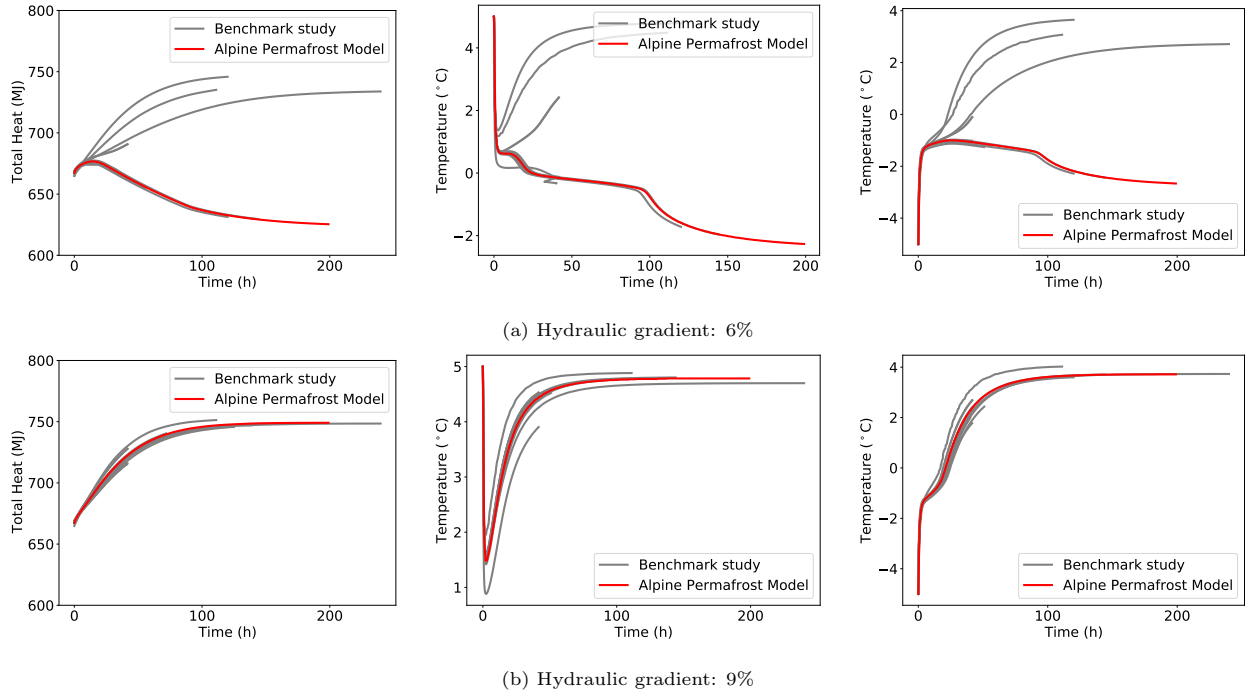 800
750
700
650
600
Total Heat (MJ)
0
100
200
Time (h)
Benchmark study
Alpine Permafrost Model
4
2
0
−2
Temperature (°C)
0
50
100
150
200
Time (h)
Benchmark study
Alpine Permafrost Model
4
2
0
−2
−4
Temperature (°C)
0
100
200
Time (h)
Benchmark study
Alpine Permafrost Model
(a) Hydraulic gradient: 6%
800
750
700
650
600
Total Heat (MJ)
0
100
200
Time (h)
Benchmark study
Alpine Permafrost Model
5
4
3
2
1
Temperature (°C)
0
100
200
Time (h)
Benchmark study
Alpine Permafrost Model
4
2
0
−2
−4
Temperature (°C)
0
100
200
Time (h)
Benchmark study
Alpine Permafrost Model
(b) Hydraulic gradient: 9%